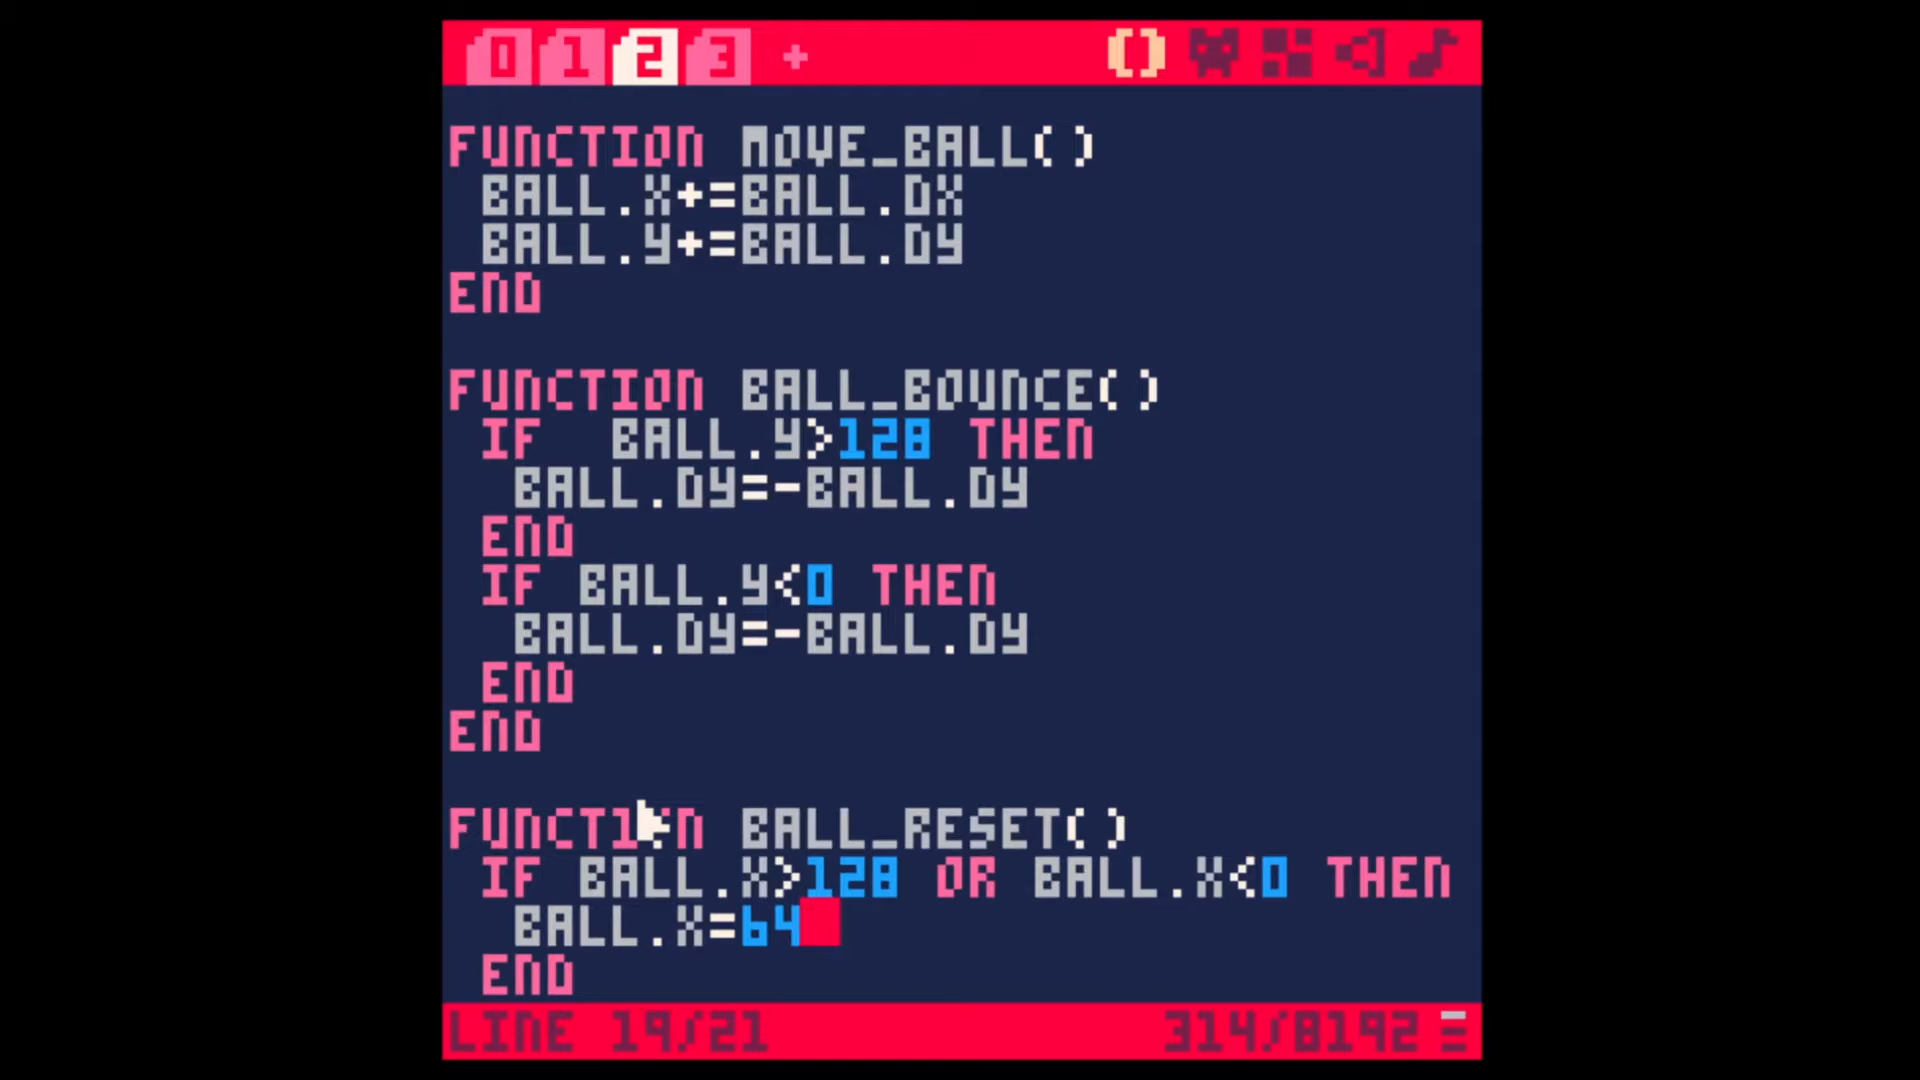 0 1 2 3 +
FUNCTION MOVE_BALL()
BALL.X+=BALL.DX
BALL.Y+=BALL.DY
END
FUNCTION BALL_BOUNCE()
IF  BALL.Y>128 THEN
BALL.DY=-BALL.DY
END
IF BALL.Y<0 THEN
BALL.DY=-BALL.DY
END
END
FUNCTION BALL_RESET()
IF BALL.X>128 OR BALL.X<0 THEN
BALL.X=64
END
LINE 19/21 314/8192